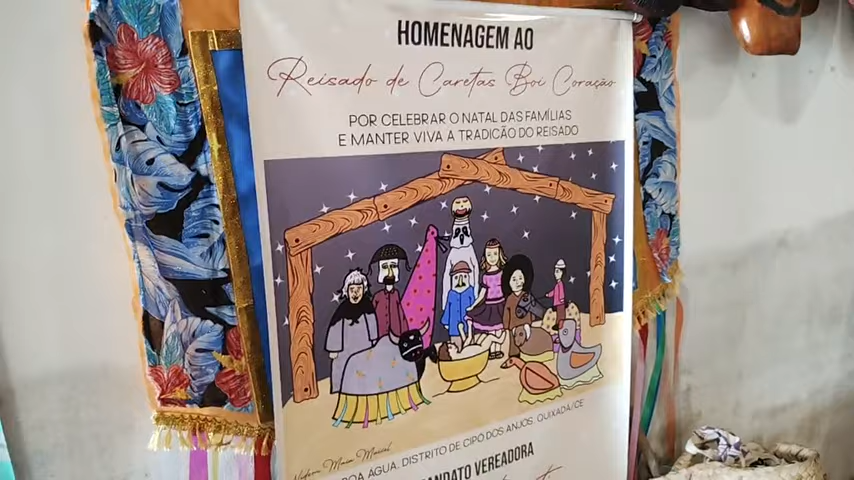 HOMENAGEM AO
Reisado de Caretas Boi Coração
POR CELEBRAR O NATAL DAS FAMÍLIAS
E MANTER VIVA A TRADIÇÃO DO REISADO
BOA ÁGUA, DISTRITO DE CIPÓ DOS ANJOS, QUIXADÁ/CE
MANDATO VEREADORA